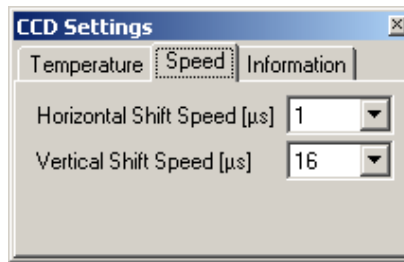 CCD Settings
Temperature Speed Information
Horizontal Shift Speed [µs] 1
Vertical Shift Speed [µs] 16